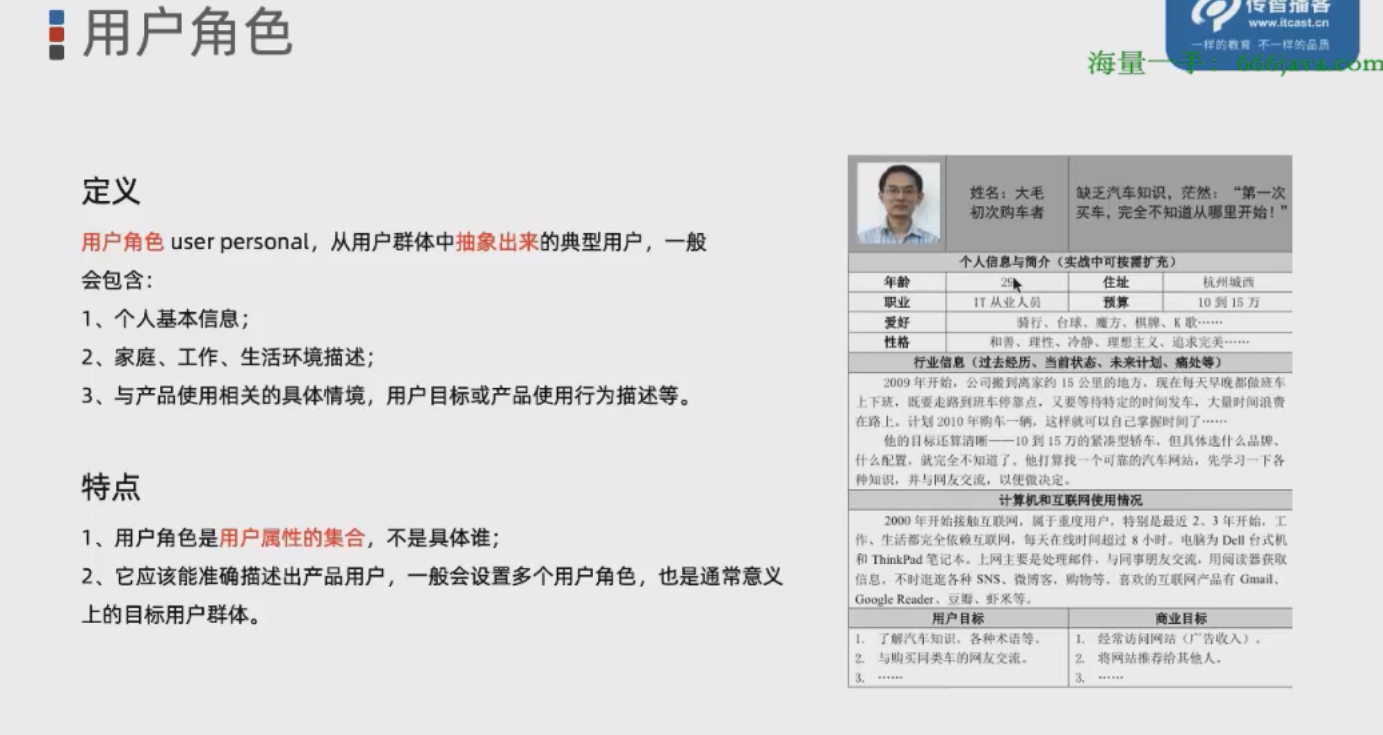 用户角色
传智播客
www.itcast.cn
一样的教育 不一样的品质
海量一手：666java.com
定义
用户角色 user personal，从用户群体中抽象出来的典型用户，一般
会包含：
1、个人基本信息；
2、家庭、工作、生活环境描述；
3、与产品使用相关的具体情境，用户目标或产品使用行为描述等。
特点
1、用户角色是用户属性的集合，不是具体谁；
2、它应该能准确描述出产品用户，一般会设置多个用户角色，也是通常意义
上的目标用户群体。
姓名：大毛
初次购车者
缺乏汽车知识，茫然：“第一次
买车，完全不知道从哪里开始！”
个人信息与简介（实战中可按需扩充）
年龄 29 住址 杭州城西
职业 IT 从业人员 预算 10 到 15 万
爱好 骑行、台球、魔方、棋牌、K 歌……
性格 和善、理性、冷静、理想主义、追求完美……
行业信息（过去经历、当前状态、未来计划、痛处等）
2009 年开始，公司搬到离家约 15 公里的地方，现在每天早晚都做班车
上下班，既要走路到班车停靠点，又要等待特定的时间发车，大量时间浪费
在路上。计划 2010 年购车一辆，这样就可以自己掌握时间了……
他的目标还算清晰——10 到 15 万的紧凑型轿车，但具体选什么品牌、
什么配置，就完全不知道了。他打算找一个可靠的汽车网站，先学习一下各
种知识，并与网友交流，以便做决定。
计算机和互联网使用情况
2000 年开始接触互联网，属于重度用户，特别是最近 2、3 年开始，工
作、生活都完全依赖互联网，每天在线时间超过 8 小时。电脑为 Dell 台式机
和 ThinkPad 笔记本。上网主要是处理邮件，与同事朋友交流，用阅读器获取
信息，不时逛逛各种 SNS、微博客，购物等。喜欢的互联网产品有 Gmail、
Google Reader、豆瓣、虾米等。
用户目标 商业目标
1. 了解汽车知识，各种术语等。 1. 经常访问网站（广告收入）。
2. 与购买同类车的网友交流。 2. 将网站推荐给其他人。
3. …… 3. ……